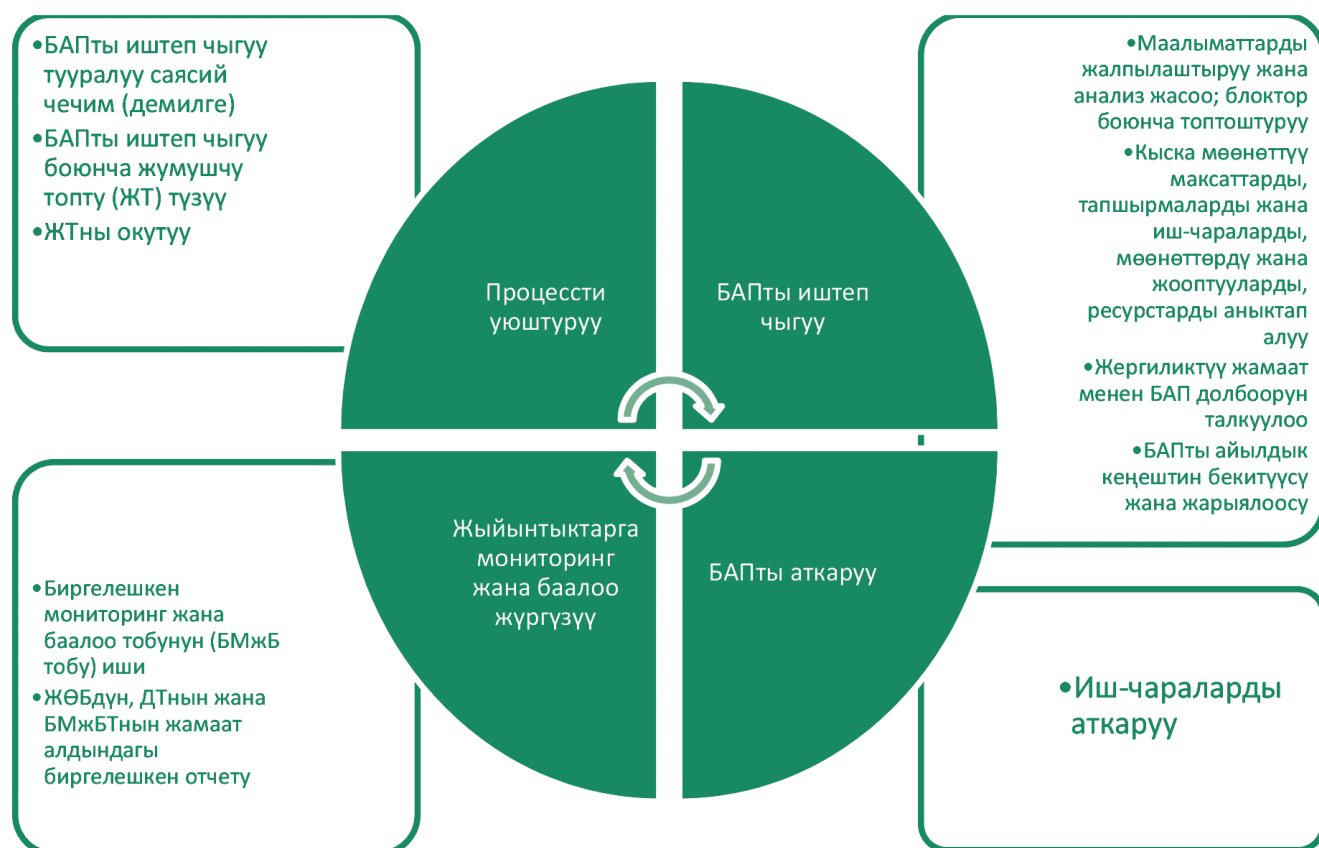 •БАПты иштеп чыгуу
тууралуу саясий
чечим (демилге)
•БАПты иштеп чыгуу
боюнча жумушчу
топту (ЖТ) түзүү
•ЖТны окутуу
Процессти
уюштуруу
БАПты иштеп
чыгуу
•Маалыматтарды
жалпылаштыруу жана
анализ жасоо; блоктор
боюнча топтоштуруу
•Кыска мөөнөттүү
максаттарды,
тапшырмаларды жана
иш-чараларды,
мөөнөттөрдү жана
жооптууларды,
ресурстарды аныктап
алуу
•Жергиликтүү жамаат
менен БАП долбоорун
талкуулоо
•БАПты айылдык
кеңештин бекитүүсү
жана жарыялоосу
•Биргелешкен
мониторинг жана
баалоо тобунун (БМжБ
тобу) иши
•ЖӨБдүн, ДТнын жана
БМжБТнын жамаат
алдындагы
биргелешкен отчету
Жыйынтыктарга
мониторинг
жана баалоо
жүргүзүү
БАПты аткаруу
•Иш-чараларды
аткаруу